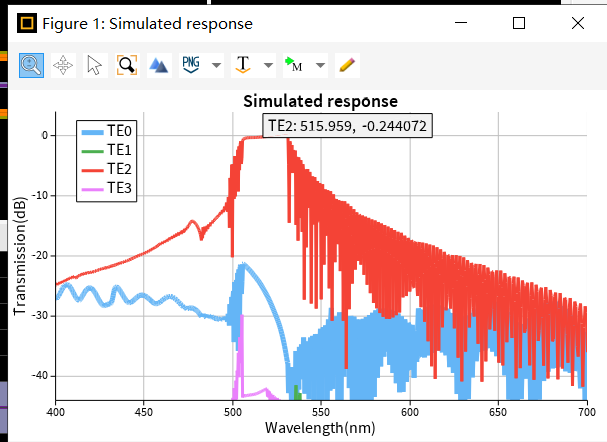 Figure 1: Simulated response
PNG
T
M
Simulated response
TE2: 515.959, -0.244072
TE0
TE1
TE2
TE3
Transmission(dB)
0
-10
-20
-30
-40
400
450
500
550
600
650
700
Wavelength(nm)